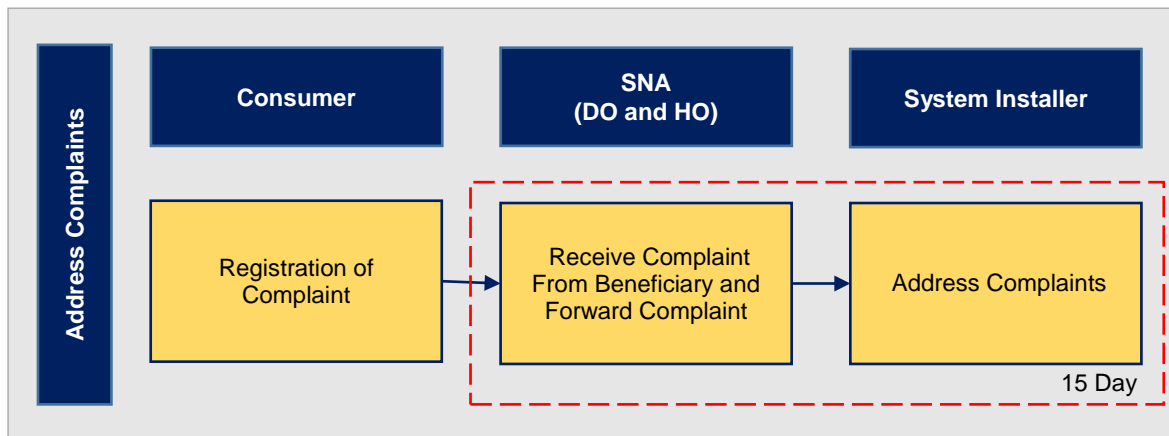 Address Complaints
Consumer
SNA
(DO and HO)
System Installer
Registration of
Complaint
Receive Complaint
From Beneficiary and
Forward Complaint
Address Complaints
15 Day